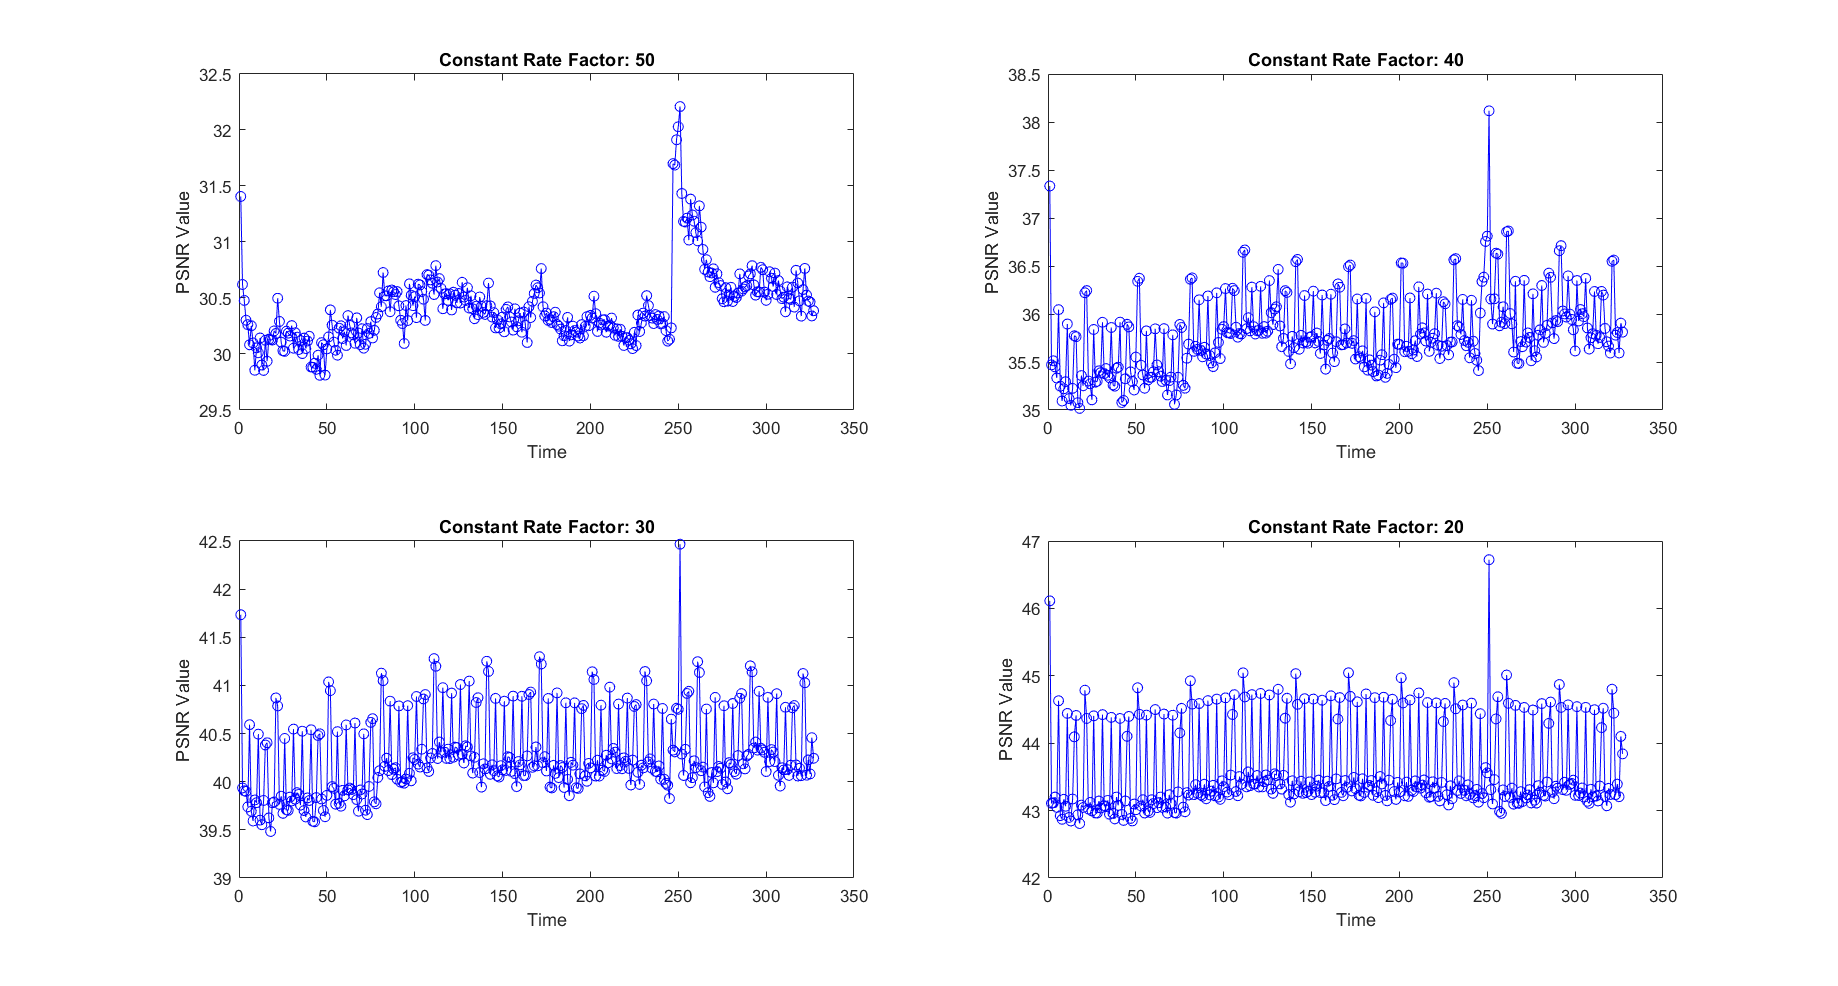 Constant Rate Factor: 50
32.5
32
31.5
31
30.5
30
29.5
PSNR Value
0 50 100 150 200 250 300 350
Time
Constant Rate Factor: 40
38.5
38
37.5
37
36.5
36
35.5
35
PSNR Value
0 50 100 150 200 250 300 350
Time
Constant Rate Factor: 30
42.5
42
41.5
41
40.5
40
39.5
39
PSNR Value
0 50 100 150 200 250 300 350
Time
Constant Rate Factor: 20
47
46
45
44
43
42
PSNR Value
0 50 100 150 200 250 300 350
Time